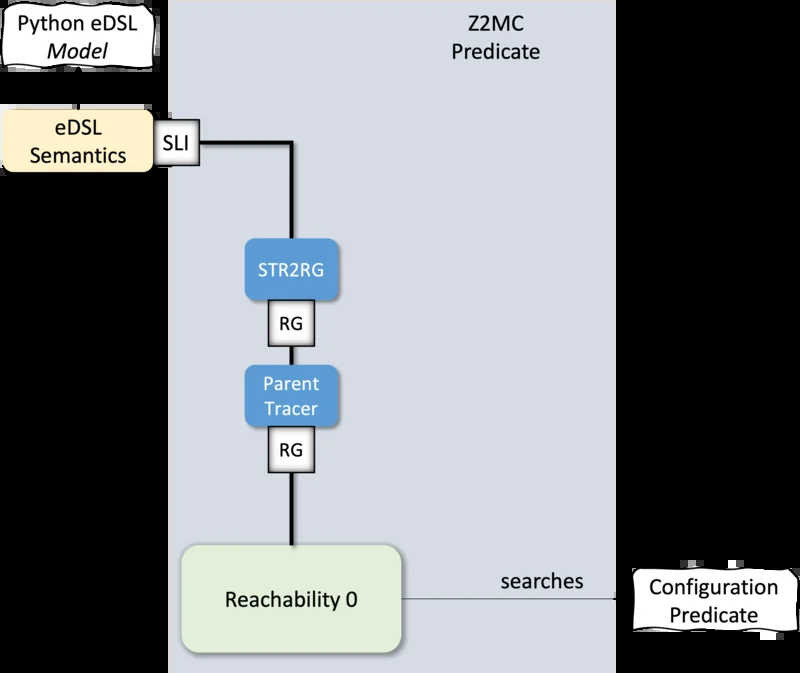 Python eDSL
Model
Z2MC
Predicate
eDSL
Semantics
SLI
STR2RG
RG
Parent
Tracer
RG
Reachability 0
searches
Configuration
Predicate